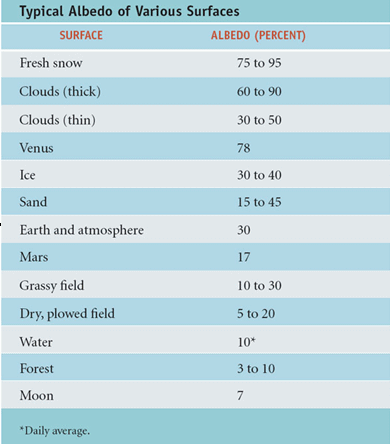 Typical Albedo of Various Surfaces
SURFACE ALBEDO (PERCENT)
Fresh snow 75 to 95
Clouds (thick) 60 to 90
Clouds (thin) 30 to 50
Venus 78
Ice 30 to 40
Sand 15 to 45
Earth and atmosphere 30
Mars 17
Grassy field 10 to 30
Dry, plowed field 5 to 20
Water 10*
Forest 3 to 10
Moon 7
*Daily average.